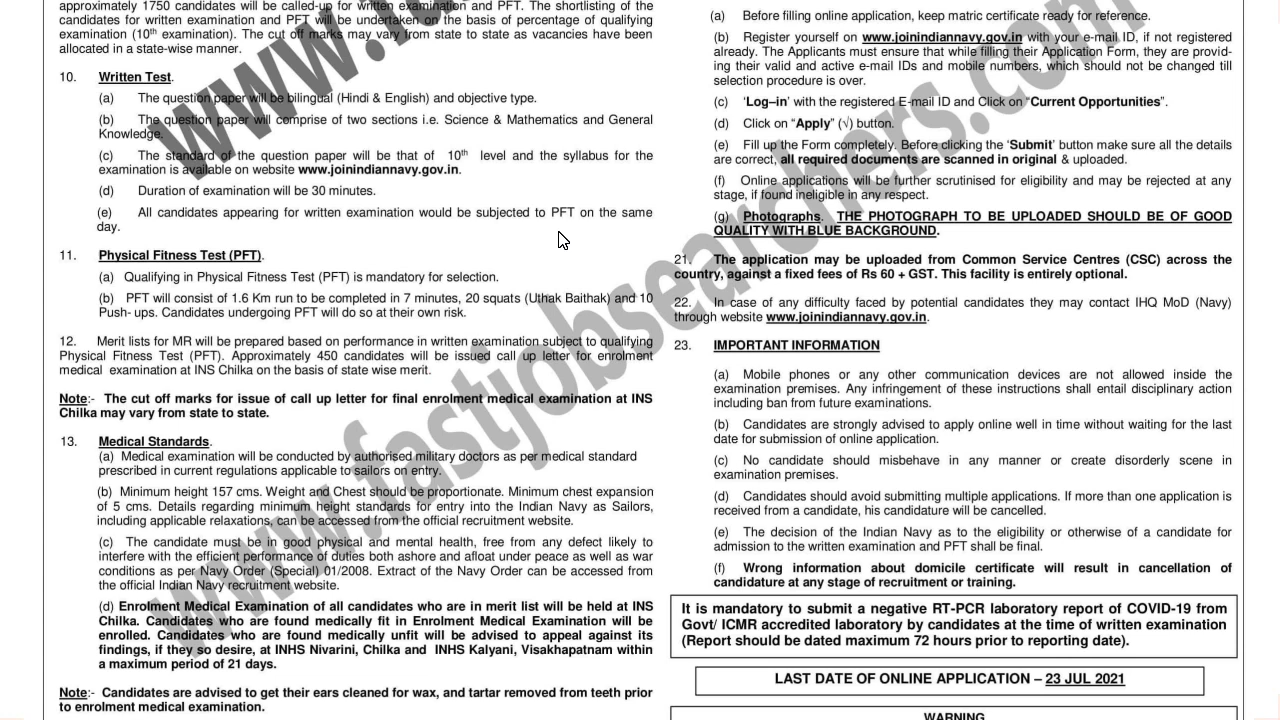 approximately 1750 candidates will be called-up for written examination and PFT. The shortlisting of the
candidates for written examination and PFT will be undertaken on the basis of percentage of qualifying
examination (10th examination). The cut off marks may vary from state to state as vacancies have been
allocated in a state-wise manner.
10. Written Test.
(a) The question paper will be bilingual (Hindi & English) and objective type.
(b) The question paper will comprise of two sections i.e. Science & Mathematics and General
Knowledge.
(c) The standard of the question paper will be that of 10th level and the syllabus for the
examination is available on website www.joinindiannavy.gov.in.
(d) Duration of examination will be 30 minutes.
(e) All candidates appearing for written examination would be subjected to PFT on the same
day.
11. Physical Fitness Test (PFT).
(a) Qualifying in Physical Fitness Test (PFT) is mandatory for selection.
(b) PFT will consist of 1.6 Km run to be completed in 7 minutes, 20 squats (Uthak Baithak) and 10
Push- ups. Candidates undergoing PFT will do so at their own risk.
12. Merit lists for MR will be prepared based on performance in written examination subject to qualifying
Physical Fitness Test (PFT). Approximately 450 candidates will be issued call up letter for enrolment
medical examination at INS Chilka on the basis of state wise merit.
Note:- The cut off marks for issue of call up letter for final enrolment medical examination at INS
Chilka may vary from state to state.
13. Medical Standards.
(a) Medical examination will be conducted by authorised military doctors as per medical standard
prescribed in current regulations applicable to sailors on entry.
(b) Minimum height 157 cms. Weight and Chest should be proportionate. Minimum chest expansion
of 5 cms. Details regarding minimum height standards for entry into the Indian Navy as Sailors,
including applicable relaxations, can be accessed from the official recruitment website.
(c) The candidate must be in good physical and mental health, free from any defect likely to
interfere with the efficient performance of duties both ashore and afloat under peace as well as war
conditions as per Navy Order (Special) 01/2008. Extract of the Navy Order can be accessed from
the official Indian Navy recruitment website.
(d) Enrolment Medical Examination of all candidates who are in merit list will be held at INS
Chilka. Candidates who are found medically fit in Enrolment Medical Examination will be
enrolled. Candidates who are found medically unfit will be advised to appeal against its
findings, if they so desire, at INHS Nivarini, Chilka and INHS Kalyani, Visakhapatnam within
a maximum period of 21 days.
Note:- Candidates are advised to get their ears cleaned for wax, and tartar removed from teeth prior
to enrolment medical examination.
(a) Before filling online application, keep matric certificate ready for reference.
(b) Register yourself on www.joinindiannavy.gov.in with your e-mail ID, if not registered
already. The Applicants must ensure that while filling their Application Form, they are provid-
ing their valid and active e-mail IDs and mobile numbers, which should not be changed till
selection procedure is over.
(c) ‘Log–in’ with the registered E-mail ID and Click on “Current Opportunities”.
(d) Click on “Apply” (√) button.
(e) Fill up the Form completely. Before clicking the ‘Submit’ button make sure all the details
are correct, all required documents are scanned in original & uploaded.
(f) Online applications will be further scrutinised for eligibility and may be rejected at any
stage, if found ineligible in any respect.
(g) Photographs. THE PHOTOGRAPH TO BE UPLOADED SHOULD BE OF GOOD
QUALITY WITH BLUE BACKGROUND.
21. The application may be uploaded from Common Service Centres (CSC) across the
country, against a fixed fees of Rs 60 + GST. This facility is entirely optional.
22. In case of any difficulty faced by potential candidates they may contact IHQ MoD (Navy)
through website www.joinindiannavy.gov.in.
23. IMPORTANT INFORMATION
(a) Mobile phones or any other communication devices are not allowed inside the
examination premises. Any infringement of these instructions shall entail disciplinary action
including ban from future examinations.
(b) Candidates are strongly advised to apply online well in time without waiting for the last
date for submission of online application.
(c) No candidate should misbehave in any manner or create disorderly scene in
examination premises.
(d) Candidates should avoid submitting multiple applications. If more than one application is
received from a candidate, his candidature will be cancelled.
(e) The decision of the Indian Navy as to the eligibility or otherwise of a candidate for
admission to the written examination and PFT shall be final.
(f) Wrong information about domicile certificate will result in cancellation of
candidature at any stage of recruitment or training.
It is mandatory to submit a negative RT-PCR laboratory report of COVID-19 from
Govt/ ICMR accredited laboratory by candidates at the time of written examination
(Report should be dated maximum 72 hours prior to reporting date).
LAST DATE OF ONLINE APPLICATION – 23 JUL 2021
WARNING
www.
www.fastjobsearchers.com